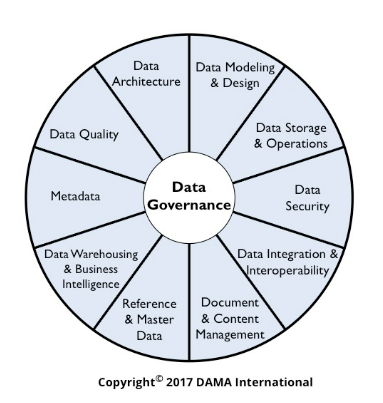 Data
Architecture
Data Modeling
& Design
Data Storage
& Operations
Data
Security
Data Integration &
Interoperability
Document
& Content
Management
Reference
& Master
Data
Data Warehousing
& Business
Intelligence
Metadata
Data Quality
Data
Governance
Copyright© 2017 DAMA International